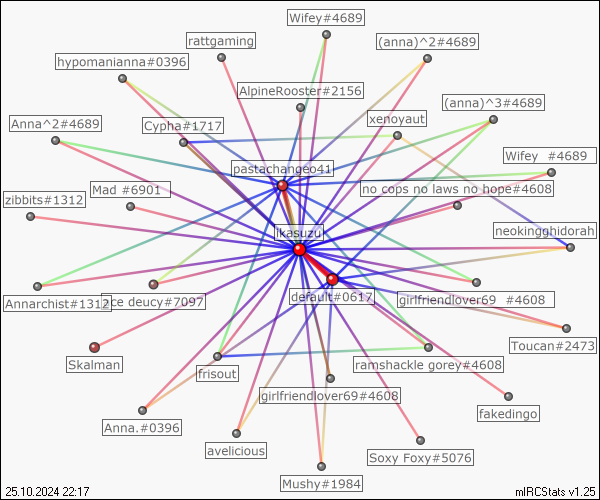 Wifey#4689
rattgaming
(anna)^2#4689
hypomanianna#0396
AlpineRooster#2156
(anna)^3#4689
Anna^2#4689
Cypha#1717
xenoyaut
pastachangeo41
Wifey #4689
zibbits#1312
Mad #6901
no cops no laws no hope#4608
ikasuzu
neokingghidorah
Annarchist#1312
ce deucy#7097
default#0617
girlfriendlover69 #4608
Toucan#2473
Skalman
frisout
ramshackle gorey#4608
girlfriendlover69#4608
fakedingo
Anna.#0396
avelicious
Soxy Foxy#5076
Mushy#1984
25.10.2024 22:17
mIRCStats v1.25